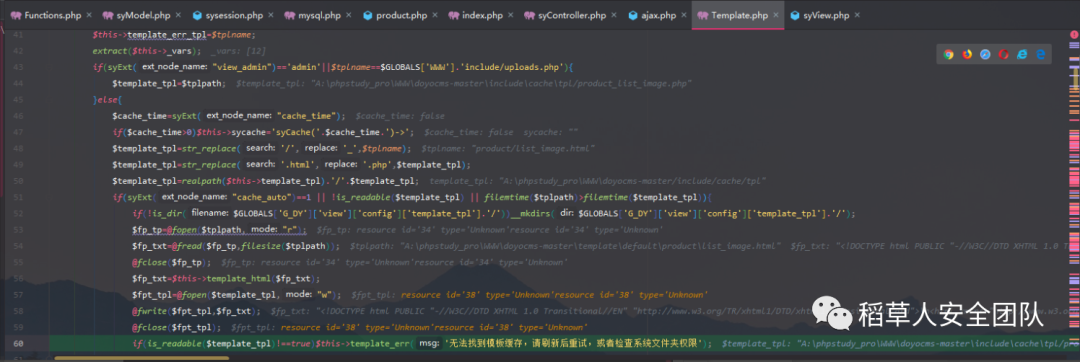 Functions.php × syModel.php × sysession.php × mysql.php × product.php × index.php × syController.php × ajax.php × Template.php × syView.php ×
41 $this->template_err_tpl=$tplname;
42 extract($this->_vars); _vars: [12]
43 if(syExt( ext_node_name: "view_admin")=='admin'||$tplname==$GLOBALS['WWW'].'include/uploads.php'){
44 $template_tpl=$tplpath; $template_tpl: "A:\phpstudy_pro\WWW\doyocms-master\include\cache\tpl/product_list_image.php"
45 }else{
46 $cache_time=syExt( ext_node_name: "cache_time"); $cache_time: false
47 if($cache_time>0)$this->sycache='syCache('.$cache_time.')->'; $cache_time: false sycache: ""
48 $template_tpl=str_replace( search: '/', replace: '_',$tplname); $tplname: "product/list_image.html"
49 $template_tpl=str_replace( search: '.html', replace: '.php',$template_tpl);
50 $template_tpl=realpath($this->template_tpl).'/'.$template_tpl; template_tpl: "A:\phpstudy_pro\WWW\doyocms-master/include/cache/tpl"
51 if(syExt( ext_node_name: "cache_auto")==1 || !is_readable($template_tpl) || filemtime($tplpath)>filemtime($template_tpl)){
52 if(!is_dir( filename: $GLOBALS['G_DY']['view']['config']['template_tpl'].'/'))__mkdirs( dir: $GLOBALS['G_DY']['view']['config']['template_tpl'].'/');
53 $fp_tp=@fopen($tplpath, mode: "r"); $fp_tp: resource id='34' type='Unknown'resource id='34' type='Unknown'
54 $fp_txt=@fread($fp_tp,filesize($tplpath)); $tplpath: "A:\phpstudy_pro\WWW\doyocms-master\template\default\product\list_image.html" $fp_txt: "<!DOCTYPE html PUBLIC "-//W3C//DTD XHTML 1.0 T
55 @fclose($fp_tp); $fp_tp: resource id='34' type='Unknown'resource id='34' type='Unknown'
56 $fp_txt=$this->template_html($fp_txt);
57 $fpt_tpl=@fopen($template_tpl, mode: "w"); $fpt_tpl: resource id='38' type='Unknown'resource id='38' type='Unknown'
58 @fwrite($fpt_tpl,$fp_txt); $fp_txt: "<!DOCTYPE html PUBLIC "-//W3C//DTD XHTML 1.0 Transitional//EN" "http://www.w3.org/TR/xhtml1/DTD/
59 @fclose($fpt_tpl); $fpt_tpl: resource id='38' type='Unknown'resource id='38' type='Unknown'
60 if(is_readable($template_tpl)!==true)$this->template_err( msg: '无法找到模板缓存，请刷新后重试，或者检查系统文件夹权限'); $template_tpl: "A:\phpstudy_pro\WWW\doyocms-master\include\cache\tpl/pro
稻草人安全团队